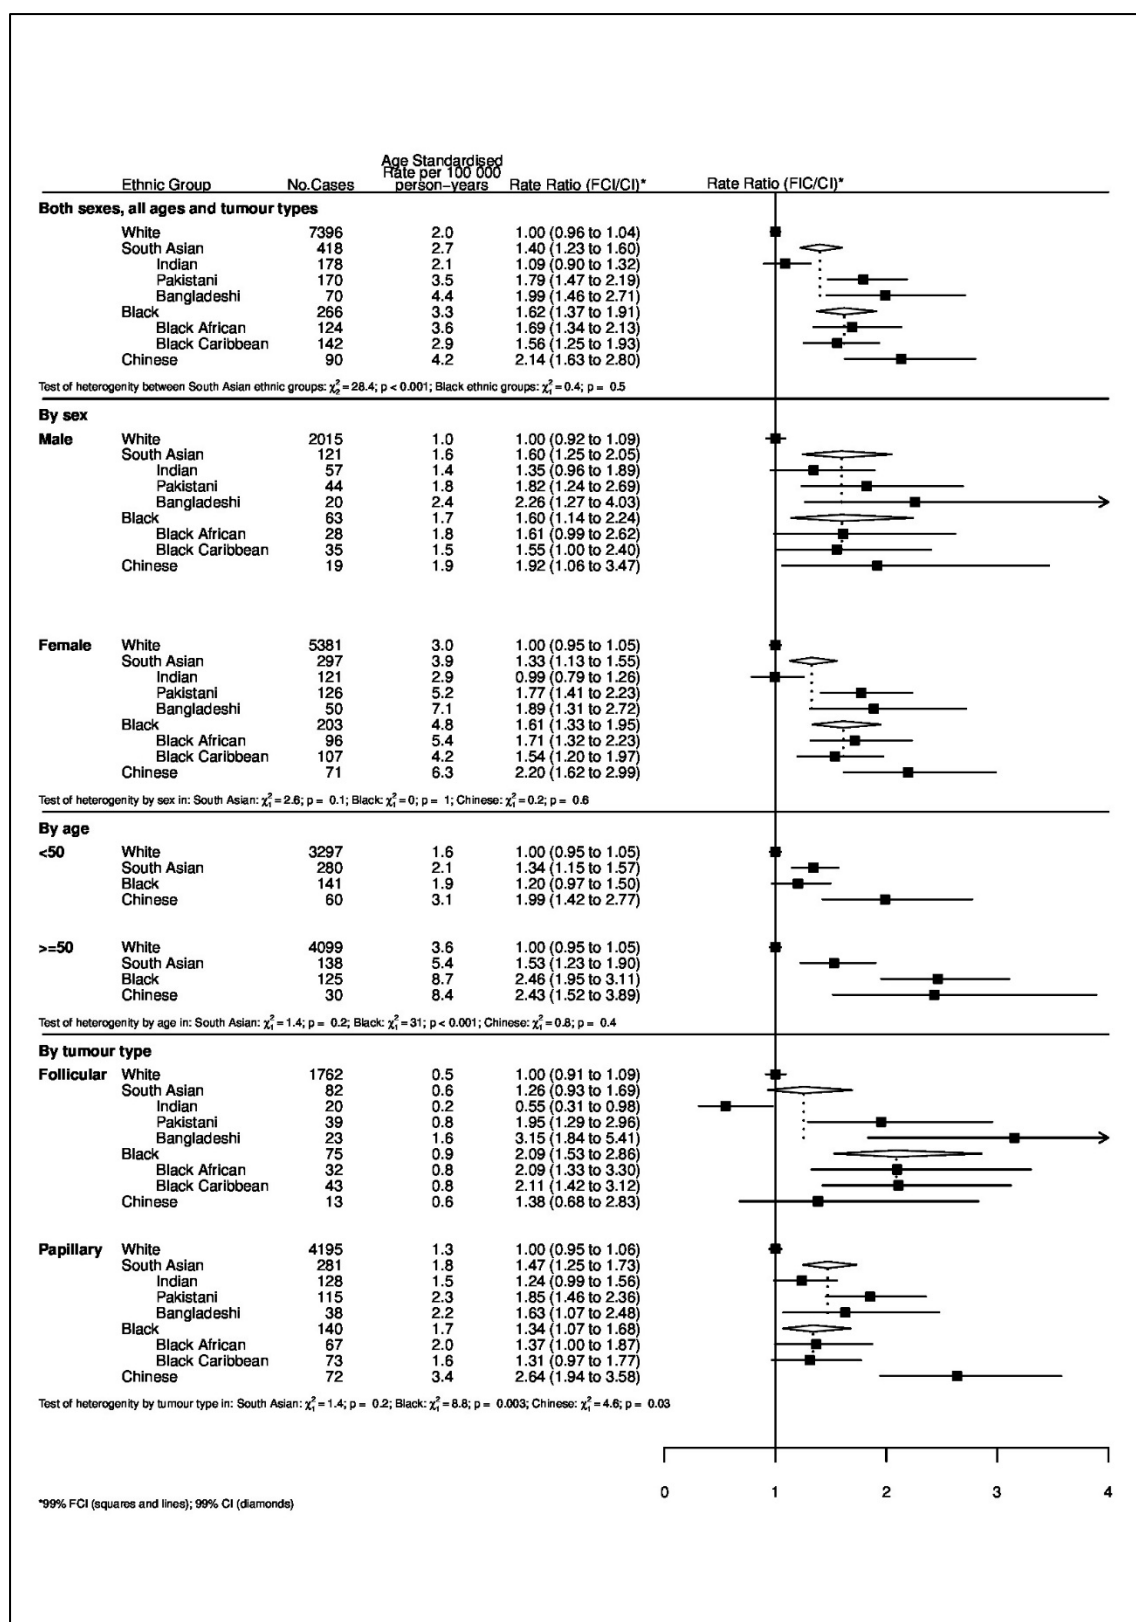 Age Standardised
Rate per 100 000
Ethnic Group No.Cases person-years Rate Ratio (FCI/CI)* Rate Ratio (FIC/CI)*
Both sexes, all ages and tumour types
White 7396 2.0 1.00 (0.96 to 1.04)
South Asian 418 2.7 1.40 (1.23 to 1.60)
Indian 178 2.1 1.09 (0.90 to 1.32)
Pakistani 170 3.5 1.79 (1.47 to 2.19)
Bangladeshi 70 4.4 1.99 (1.46 to 2.71)
Black 266 3.3 1.62 (1.37 to 1.91)
Black African 124 3.6 1.69 (1.34 to 2.13)
Black Caribbean 142 2.9 1.56 (1.25 to 1.93)
Chinese 90 4.2 2.14 (1.63 to 2.80)
Test of heterogenity between South Asian ethnic groups: χ²₂ = 28.4; p < 0.001; Black ethnic groups: χ²₁ = 0.4; p = 0.5
By sex
Male White 2015 1.0 1.00 (0.92 to 1.09)
South Asian 121 1.6 1.60 (1.25 to 2.05)
Indian 57 1.4 1.35 (0.96 to 1.89)
Pakistani 44 1.8 1.82 (1.24 to 2.69)
Bangladeshi 20 2.4 2.26 (1.27 to 4.03)
Black 63 1.7 1.60 (1.14 to 2.24)
Black African 28 1.8 1.61 (0.99 to 2.62)
Black Caribbean 35 1.5 1.55 (1.00 to 2.40)
Chinese 19 1.9 1.92 (1.06 to 3.47)
Female White 5381 3.0 1.00 (0.95 to 1.05)
South Asian 297 3.9 1.33 (1.13 to 1.55)
Indian 121 2.9 0.99 (0.79 to 1.26)
Pakistani 126 5.2 1.77 (1.41 to 2.23)
Bangladeshi 50 7.1 1.89 (1.31 to 2.72)
Black 203 4.8 1.61 (1.33 to 1.95)
Black African 96 5.4 1.71 (1.32 to 2.23)
Black Caribbean 107 4.2 1.54 (1.20 to 1.97)
Chinese 71 6.3 2.20 (1.62 to 2.99)
Test of heterogenity by sex in: South Asian: χ²₁ = 2.6; p = 0.1; Black: χ²₁ = 0; p = 1; Chinese: χ²₁ = 0.2; p = 0.6
By age
<50 White 3297 1.6 1.00 (0.95 to 1.05)
South Asian 280 2.1 1.34 (1.15 to 1.57)
Black 141 1.9 1.20 (0.97 to 1.50)
Chinese 60 3.1 1.99 (1.42 to 2.77)
>=50 White 4099 3.6 1.00 (0.95 to 1.05)
South Asian 138 5.4 1.53 (1.23 to 1.90)
Black 125 8.7 2.46 (1.95 to 3.11)
Chinese 30 8.4 2.43 (1.52 to 3.89)
Test of heterogenity by age in: South Asian: χ²₁ = 1.4; p = 0.2; Black: χ²₁ = 31; p < 0.001; Chinese: χ²₁ = 0.8; p = 0.4
By tumour type
Follicular White 1762 0.5 1.00 (0.91 to 1.09)
South Asian 82 0.6 1.26 (0.93 to 1.69)
Indian 20 0.2 0.55 (0.31 to 0.98)
Pakistani 39 0.8 1.95 (1.29 to 2.96)
Bangladeshi 23 1.6 3.15 (1.84 to 5.41)
Black 75 0.9 2.09 (1.53 to 2.86)
Black African 32 0.8 2.09 (1.33 to 3.30)
Black Caribbean 43 0.8 2.11 (1.42 to 3.12)
Chinese 13 0.6 1.38 (0.68 to 2.83)
Papillary White 4195 1.3 1.00 (0.95 to 1.06)
South Asian 281 1.8 1.47 (1.25 to 1.73)
Indian 128 1.5 1.24 (0.99 to 1.56)
Pakistani 115 2.3 1.85 (1.46 to 2.36)
Bangladeshi 38 2.2 1.63 (1.07 to 2.48)
Black 140 1.7 1.34 (1.07 to 1.68)
Black African 67 2.0 1.37 (1.00 to 1.87)
Black Caribbean 73 1.6 1.31 (0.97 to 1.77)
Chinese 72 3.4 2.64 (1.94 to 3.58)
Test of heterogenity by tumour type in: South Asian: χ²₁ = 1.4; p = 0.2; Black: χ²₁ = 8.8; p = 0.003; Chinese: χ²₁ = 4.6; p = 0.03
0 1 2 3 4
*99% FCI (squares and lines); 99% CI (diamonds)